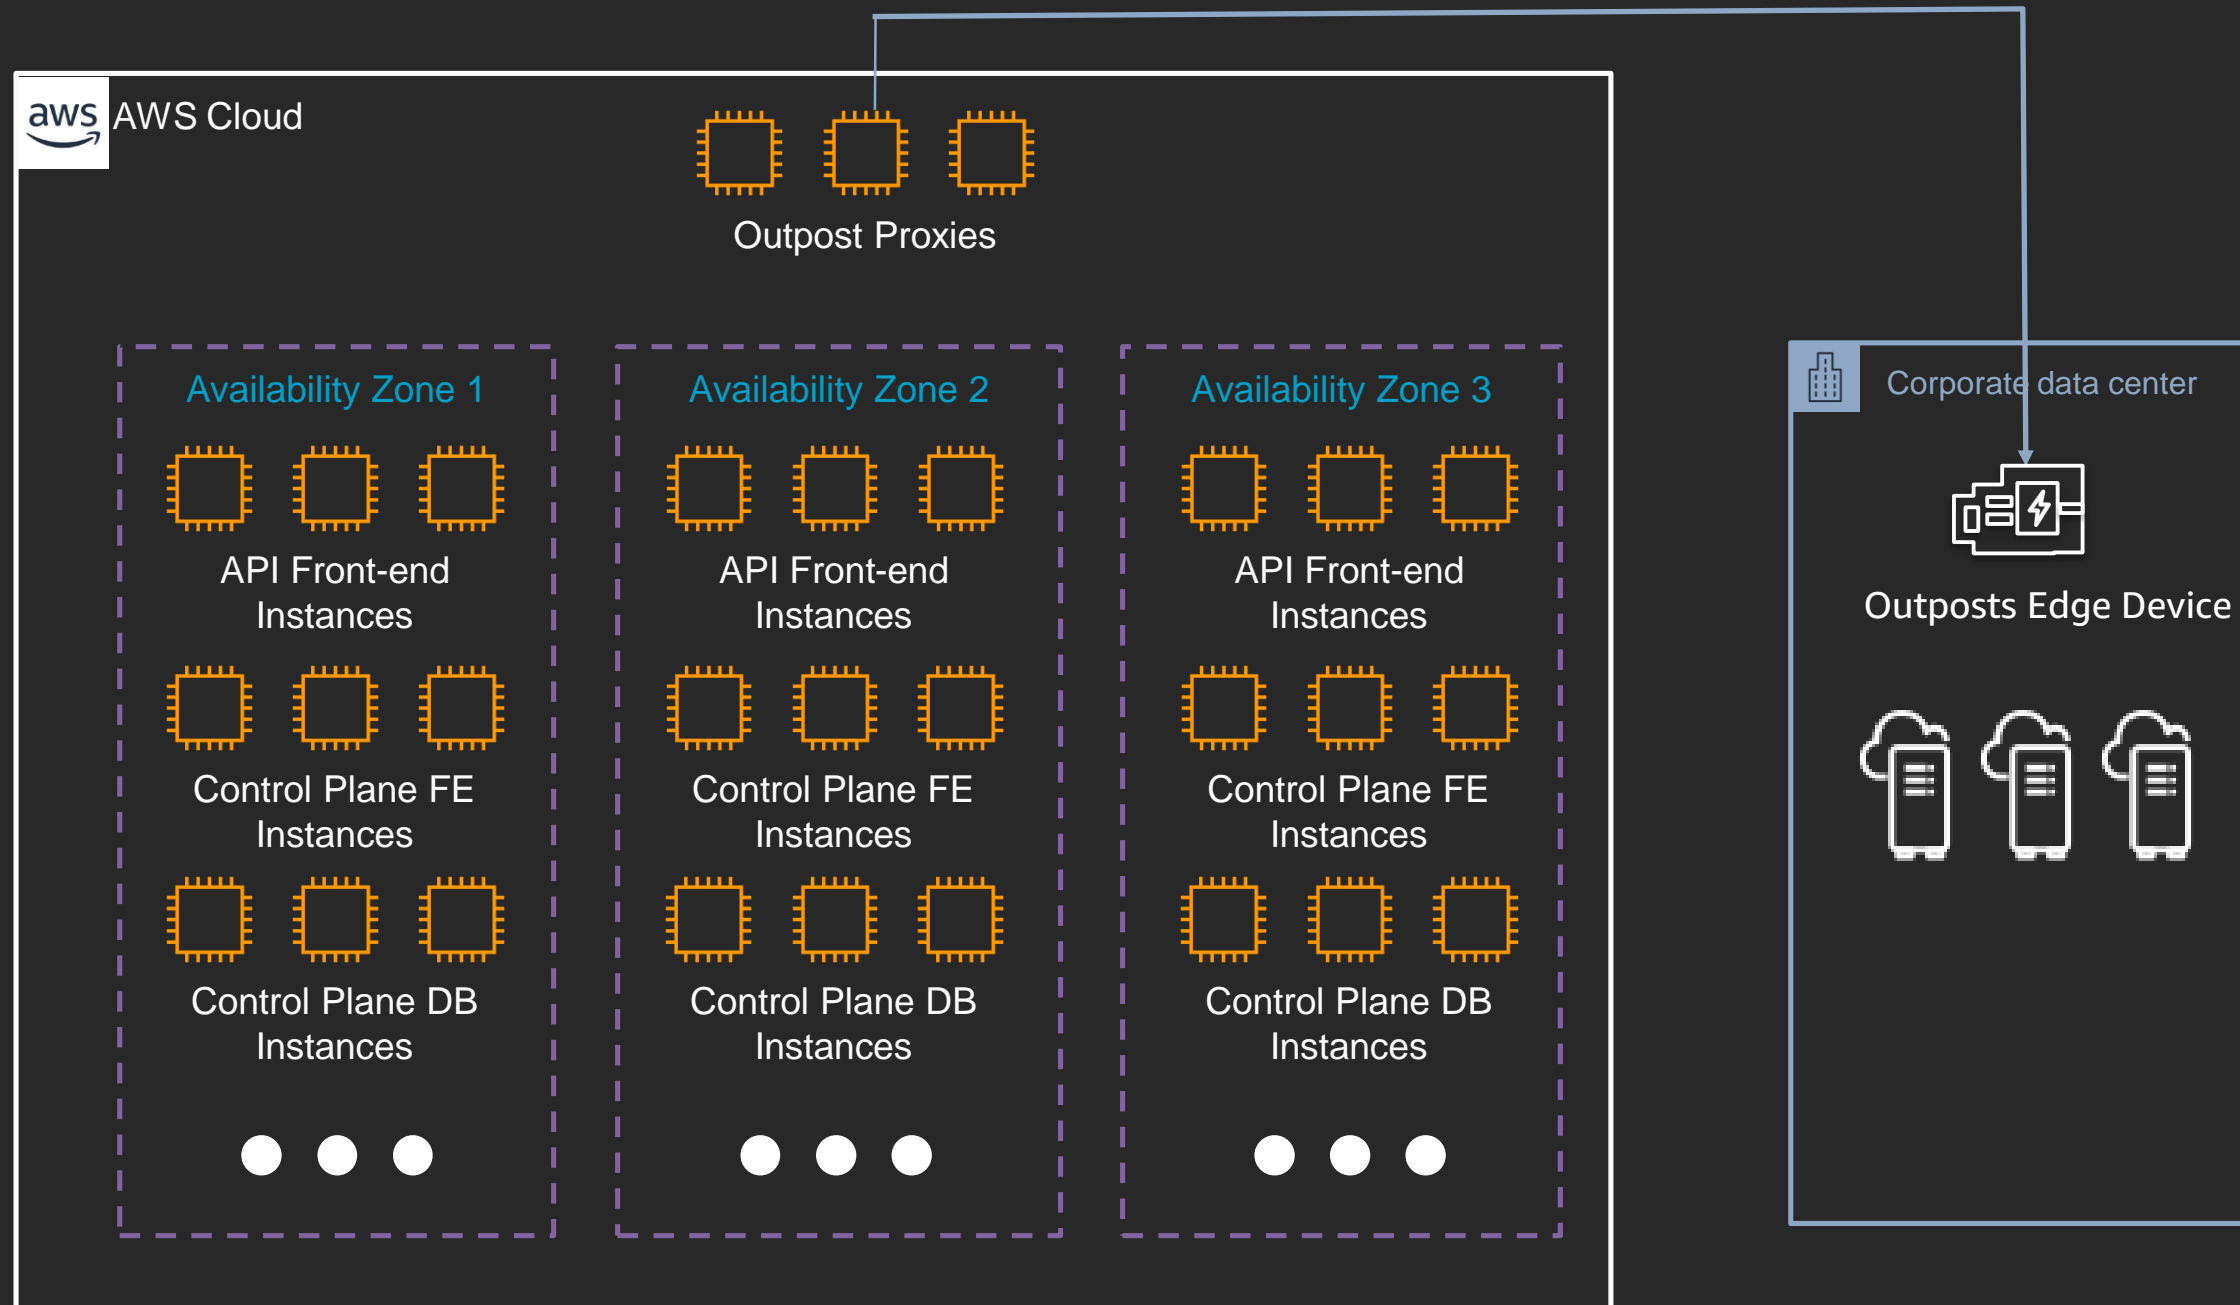 aws
AWS Cloud
Outpost Proxies
Availability Zone 1
API Front-end
Instances
Control Plane FE
Instances
Control Plane DB
Instances
Availability Zone 2
API Front-end
Instances
Control Plane FE
Instances
Control Plane DB
Instances
Availability Zone 3
API Front-end
Instances
Control Plane FE
Instances
Control Plane DB
Instances
Corporate data center
Outposts Edge Device